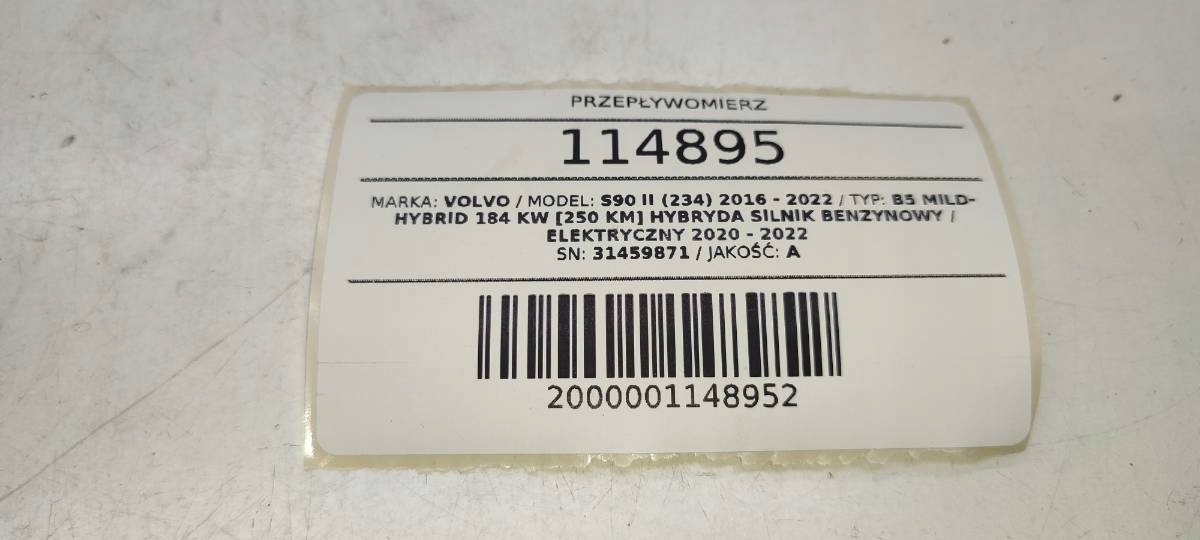 PRZEPŁYWOMIERZ
114895
MARKA: VOLVO / MODEL: S90 II (234) 2016 - 2022 / TYP: B5 MILD-
HYBRID 184 KW [250 KM] HYBRYDA SILNIK BENZYNOWY /
ELEKTRYCZNY 2020 - 2022
SN: 31459871 / JAKOŚĆ: A
2000001148952